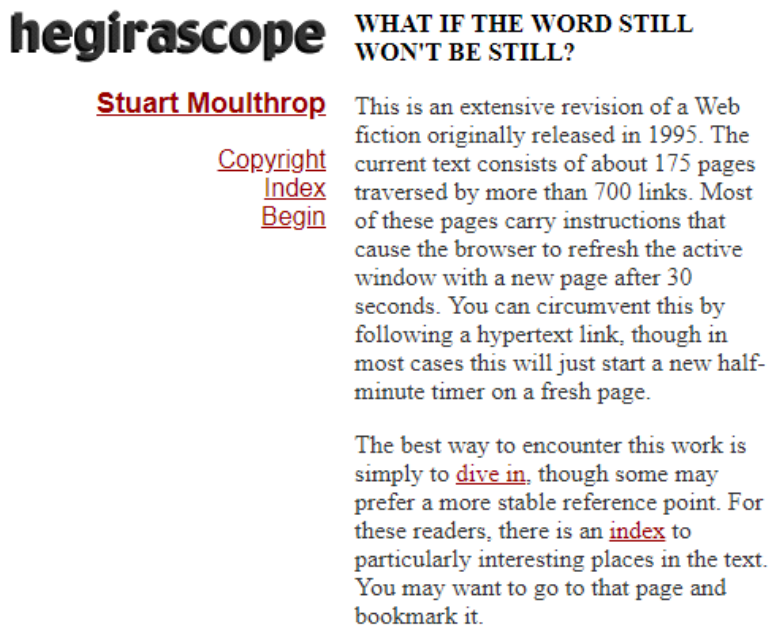 hegirascope
Stuart Moulthrop
Copyright
Index
Begin
WHAT IF THE WORD STILL
WON'T BE STILL?
This is an extensive revision of a Web
fiction originally released in 1995. The
current text consists of about 175 pages
traversed by more than 700 links. Most
of these pages carry instructions that
cause the browser to refresh the active
window with a new page after 30
seconds. You can circumvent this by
following a hypertext link, though in
most cases this will just start a new half-
minute timer on a fresh page.
The best way to encounter this work is
simply to dive in, though some may
prefer a more stable reference point. For
these readers, there is an index to
particularly interesting places in the text.
You may want to go to that page and
bookmark it.